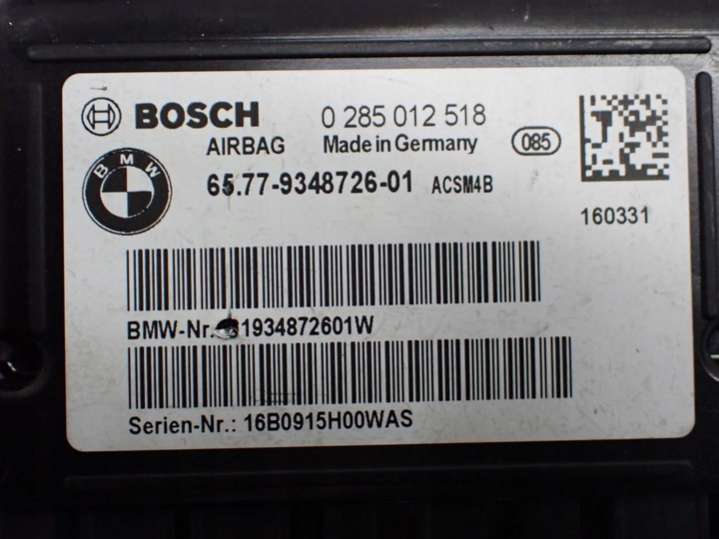 BOSCH 0 285 012 518
AIRBAG Made in Germany 085
BMW 65.77-9348726-01 ACSM4B
160331
BMW-Nr. 1934872601W
Serien-Nr.: 16B0915H00WAS